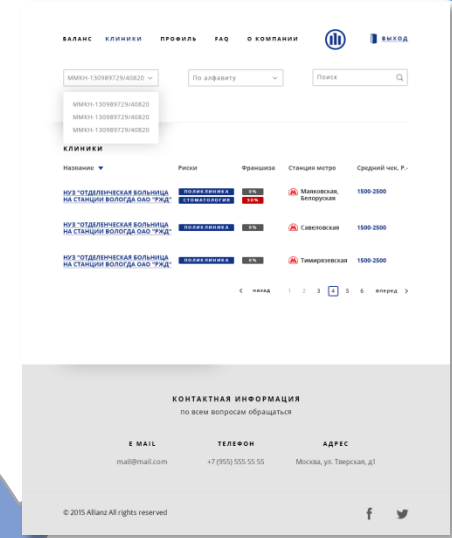 БАЛАНС КЛИНИКИ ПРОФИЛЬ FAQ О КОМПАНИИ ВЫХОД
ММКН-130989729/40820 По алфавиту Поиск
ММКН-130989729/40820
ММКН-130989729/40820
ММКН-130989729/40820
КЛИНИКИ
Название Риски Франшиза Станция метро Средний чек, Р.-
НУЗ "ОТДЕЛЕНЧЕСКАЯ БОЛЬНИЦА ПОЛИКЛИНИКА 0% Маяковская, 1500-2500
НА СТАНЦИИ ВОЛОГДА ОАО "РЖД" СТОМАТОЛОГИЯ 50% Белоруская
НУЗ "ОТДЕЛЕНЧЕСКАЯ БОЛЬНИЦА ПОЛИКЛИНИКА 0% Савеловская 1500-2500
НА СТАНЦИИ ВОЛОГДА ОАО "РЖД"
НУЗ "ОТДЕЛЕНЧЕСКАЯ БОЛЬНИЦА ПОЛИКЛИНИКА 0% Тимирязевская 1500-2500
НА СТАНЦИИ ВОЛОГДА ОАО "РЖД"
назад 1 2 3 4 5 6 вперед
КОНТАКТНАЯ ИНФОРМАЦИЯ
по всем вопросам обращаться
E MAIL ТЕЛЕФОН АДРЕС
mail@mail.com +7 (955) 555 55 55 Москва, ул. Тверская, д1
© 2015 Allianz All rights reserved